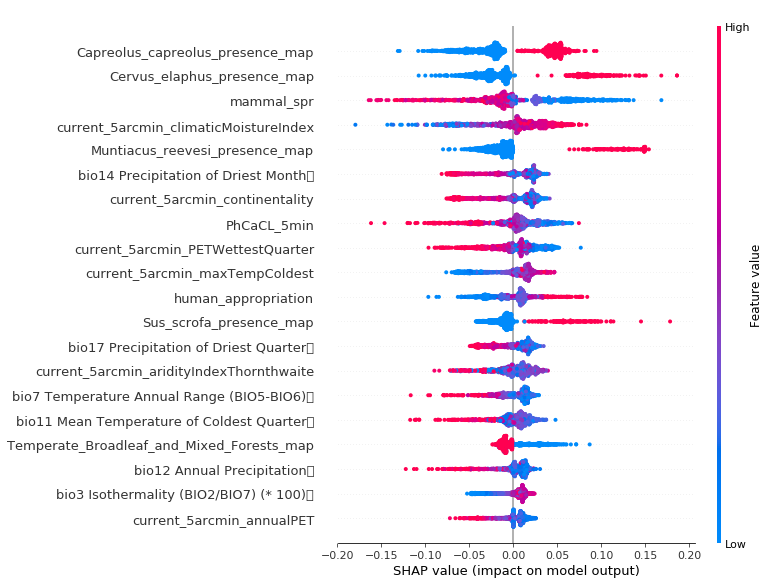 High
Capreolus_capreolus_presence_map
Cervus_elaphus_presence_map
mammal_spr
current_5arcmin_climaticMoistureIndex
Muntiacus_reevesi_presence_map
bio14 Precipitation of Driest Month
current_5arcmin_continentality
PhCaCL_5min
current_5arcmin_PETWettestQuarter
current_5arcmin_maxTempColdest
human_appropriation
Sus_scrofa_presence_map
bio17 Precipitation of Driest Quarter
current_5arcmin_aridityIndexThornthwaite
bio7 Temperature Annual Range (BIO5-BIO6)
bio11 Mean Temperature of Coldest Quarter
Temperate_Broadleaf_and_Mixed_Forests_map
bio12 Annual Precipitation
bio3 Isothermality (BIO2/BIO7) (* 100)
current_5arcmin_annualPET
Feature value
Low
−0.20 −0.15 −0.10 −0.05 0.00 0.05 0.10 0.15 0.20
SHAP value (impact on model output)